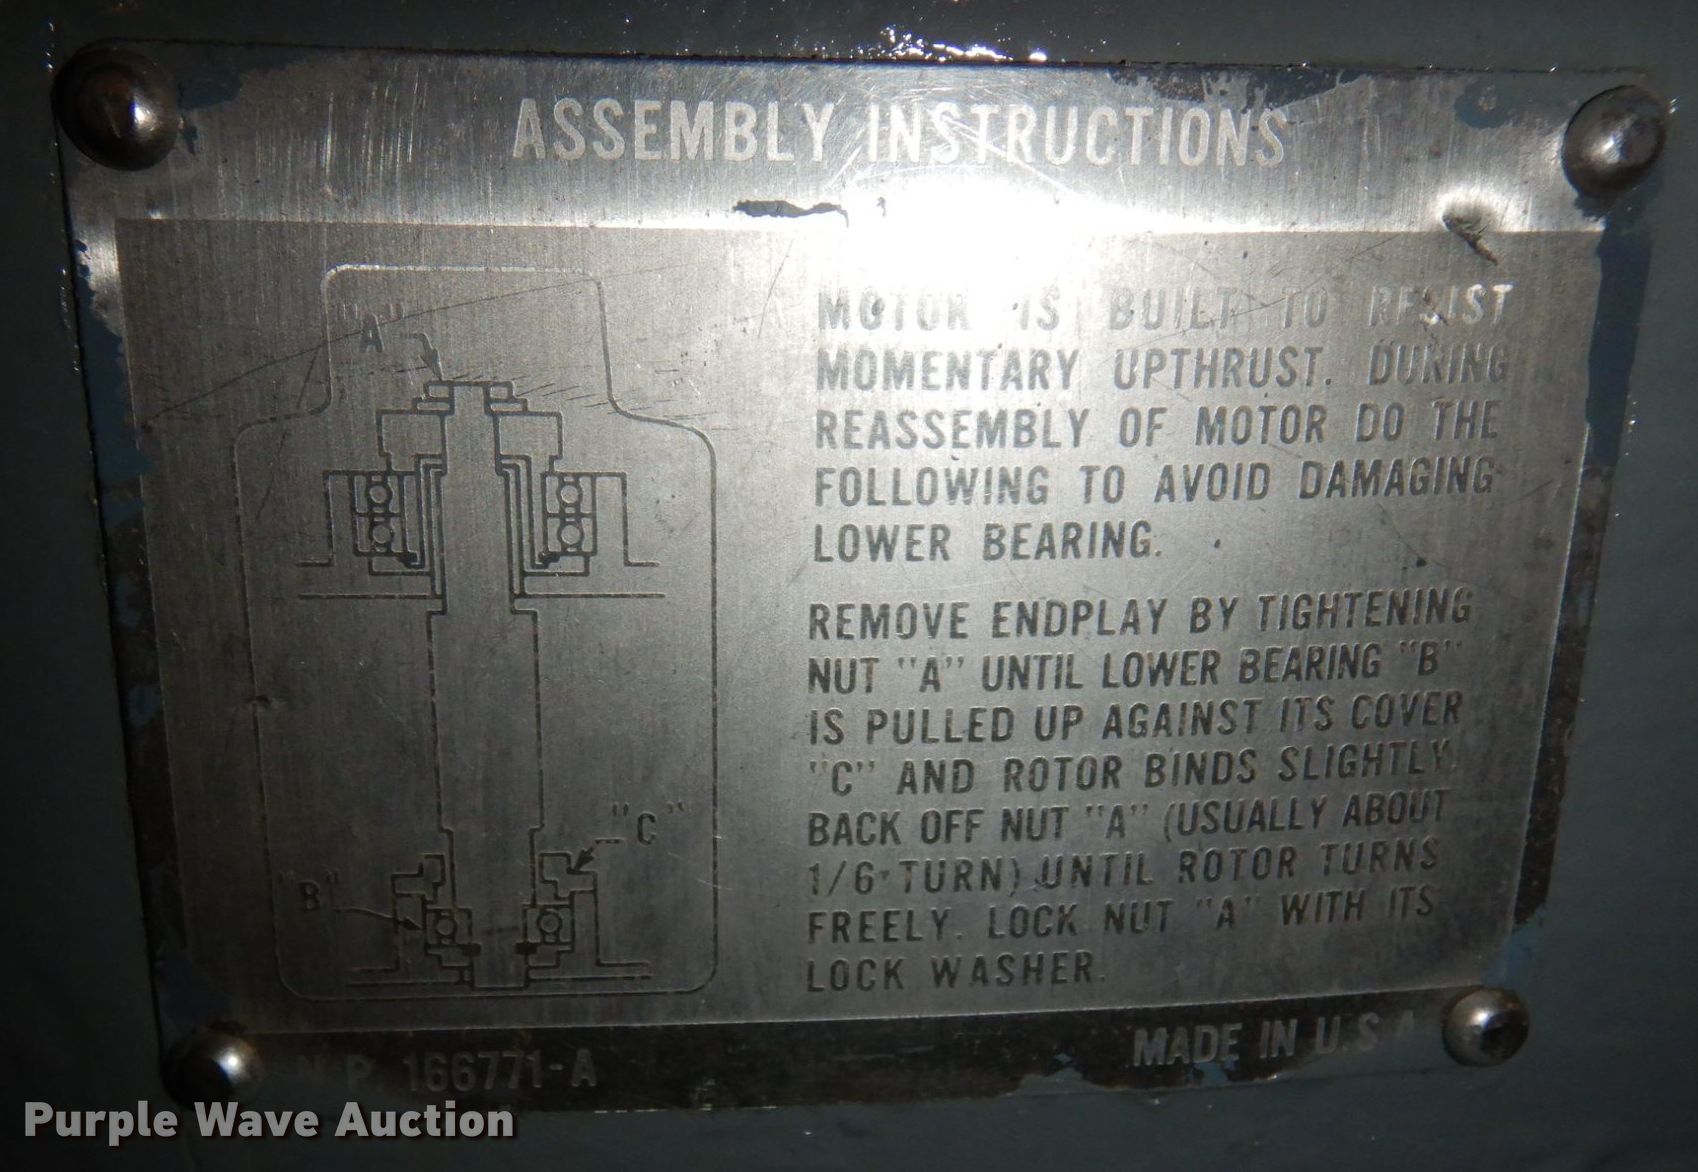 ASSEMBLY INSTRUCTIONS
"A"
"B"
"C"
MOTOR IS BUILT TO RESIST
MOMENTARY UPTHRUST. DURING
REASSEMBLY OF MOTOR DO THE
FOLLOWING TO AVOID DAMAGING
LOWER BEARING.
REMOVE ENDPLAY BY TIGHTENING
NUT "A" UNTIL LOWER BEARING "B"
IS PULLED UP AGAINST ITS COVER
"C" AND ROTOR BINDS SLIGHTLY.
BACK OFF NUT "A" (USUALLY ABOUT
1/6 TURN) UNTIL ROTOR TURNS
FREELY. LOCK NUT "A" WITH ITS
LOCK WASHER.
N.P. 166771-A
MADE IN U.S.A.
Purple Wave Auction